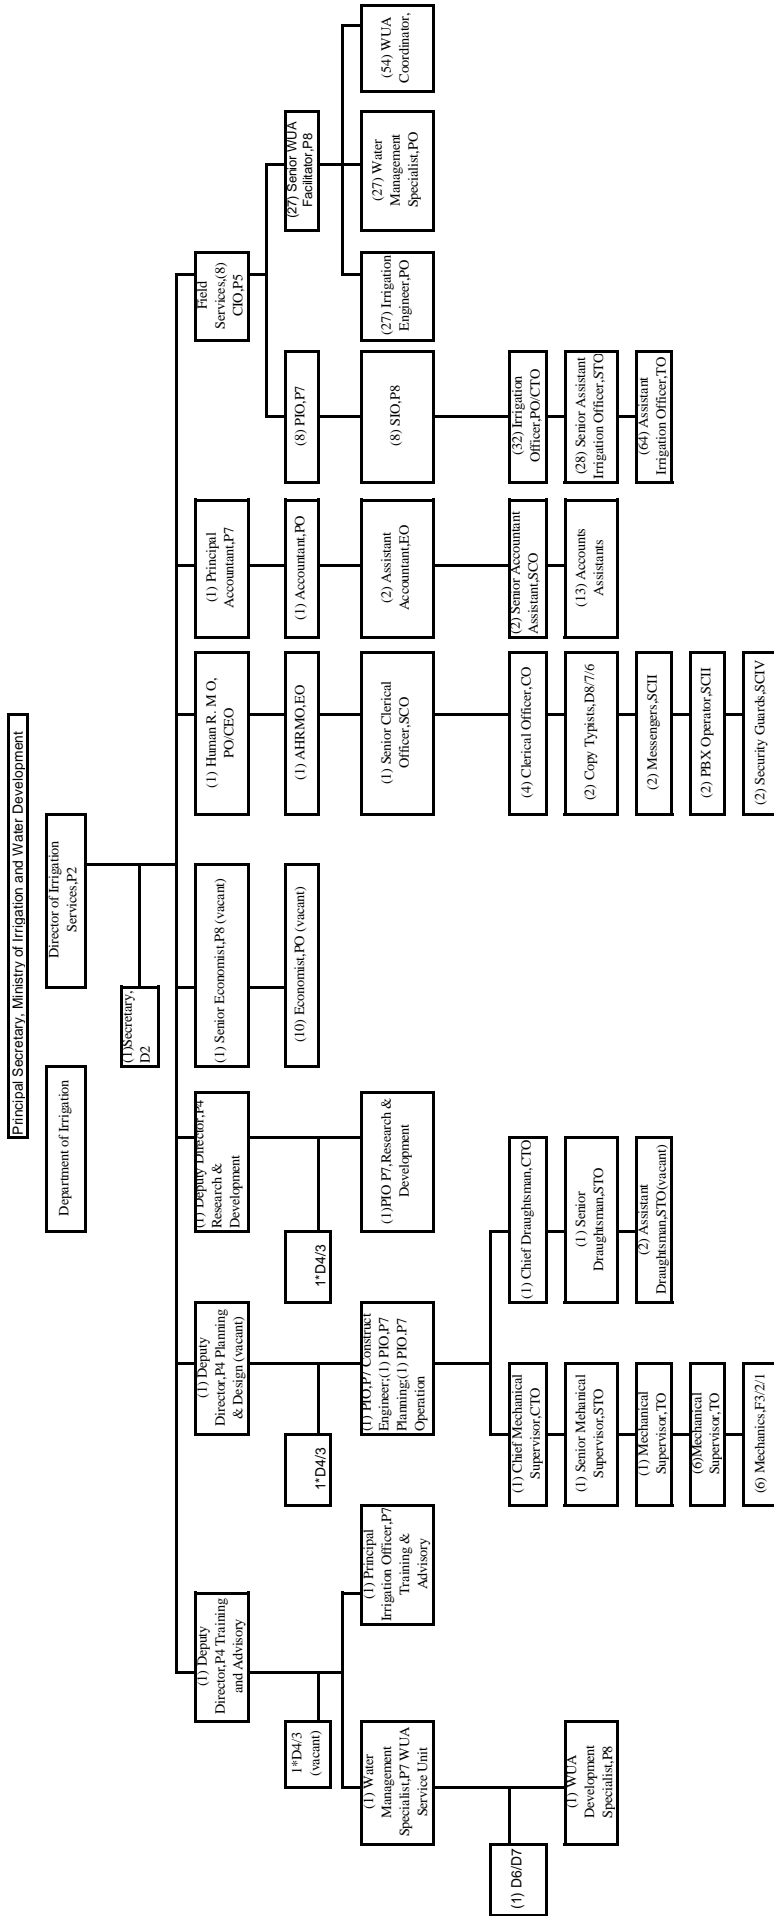 Principal Secretary, Ministry of Irrigation and Water Development
Department of Irrigation
Director of Irrigation
Services,P2
(1)Secretary,
D2
(1) Deputy
Director,P4 Training
and Advisory
(1) Deputy
Director,P4 Planning
& Design (vacant)
(1) Deputy Director,P4
Research &
Development
(1) Senior Economist,P8 (vacant)
(1) Human R. M O,
PO/CEO
(1) Principal
Accountant,P7
Field
Services,(8)
CIO,P5
1*D4/3
(vacant)
1*D4/3
1*D4/3
(10) Economist,PO (vacant)
(1) AHRMO,EO
(1) Accountant,PO
(8) PIO,P7
(27) Senior WUA
Facilitator,P8
(1) Water
Management
Specialist,P7 WUA
Service Unit
(1) Principal
Irrigation Officer,P7
Training &
Advisory
(1) PIO,P7 Construct
Engineer;(1) PIO,P7
Planning;(1) PIO.P7
Operation
(1)PIO P7,Research &
Development
(1) Senior Clerical
Officer,SCO
(2) Assistant
Accountant,EO
(8) SIO,P8
(27) Irrigation
Engineer,PO
(27) Water
Management
Specialist,PO
(54) WUA
Coordinator,
(1) D6/D7
(1) Chief Mechanical
Supervisor,CTO
(1) Chief Draughtsman,CTO
(4) Clerical Officer,CO
(2) Senior Accountant
Assistant,SCO
(32) Irrigation
Officer,PO/CTO
(1) WUA
Development
Specialist,P8
(1) Senior Mehanical
Supervisor,STO
(1) Senior
Draughtsman,STO
(2) Copy Typists,D8/7/6
(13) Accounts
Assistants
(28) Senior Assistant
Irrigation Officer,STO
(1) Mechanical
Supervisor,TO
(2) Assistant
Draughtsman,STO(vacant)
(2) Messengers,SCII
(64) Assistant
Irrigation Officer,TO
(6)Mechanical
Supervisor,TO
(2) PBX Operator,SCII
(6) Mechanics,F3/2/1
(2) Security Guards,SCIV